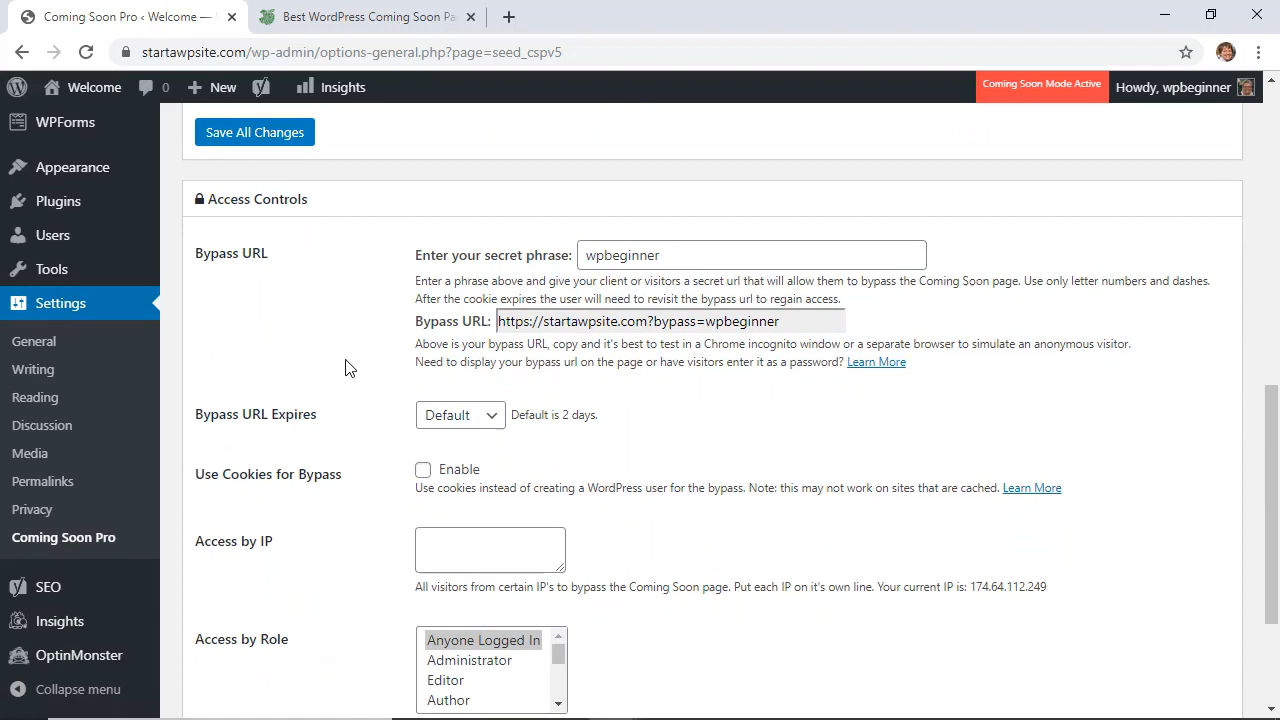 Coming Soon Pro ‹ Welcome —
Best WordPress Coming Soon Pa
startawpsite.com/wp-admin/options-general.php?page=seed_cspv5
Welcome
0
New
Insights
Coming Soon Mode Active
Howdy, wpbeginner
WPForms
Appearance
Plugins
Users
Tools
Settings
General
Writing
Reading
Discussion
Media
Permalinks
Privacy
Coming Soon Pro
SEO
Insights
OptinMonster
Collapse menu
Save All Changes
Access Controls
Bypass URL
Enter your secret phrase: wpbeginner
Enter a phrase above and give your client or visitors a secret url that will allow them to bypass the Coming Soon page. Use only letter numbers and dashes.
After the cookie expires the user will need to revisit the bypass url to regain access.
Bypass URL: https://startawpsite.com?bypass=wpbeginner
Above is your bypass URL, copy and it's best to test in a Chrome incognito window or a separate browser to simulate an anonymous visitor.
Need to display your bypass url on the page or have visitors enter it as a password? Learn More
Bypass URL Expires
Default
Default is 2 days.
Use Cookies for Bypass
Enable
Use cookies instead of creating a WordPress user for the bypass. Note: this may not work on sites that are cached. Learn More
Access by IP
All visitors from certain IP's to bypass the Coming Soon page. Put each IP on it's own line. Your current IP is: 174.64.112.249
Access by Role
Anyone Logged In
Administrator
Editor
Author